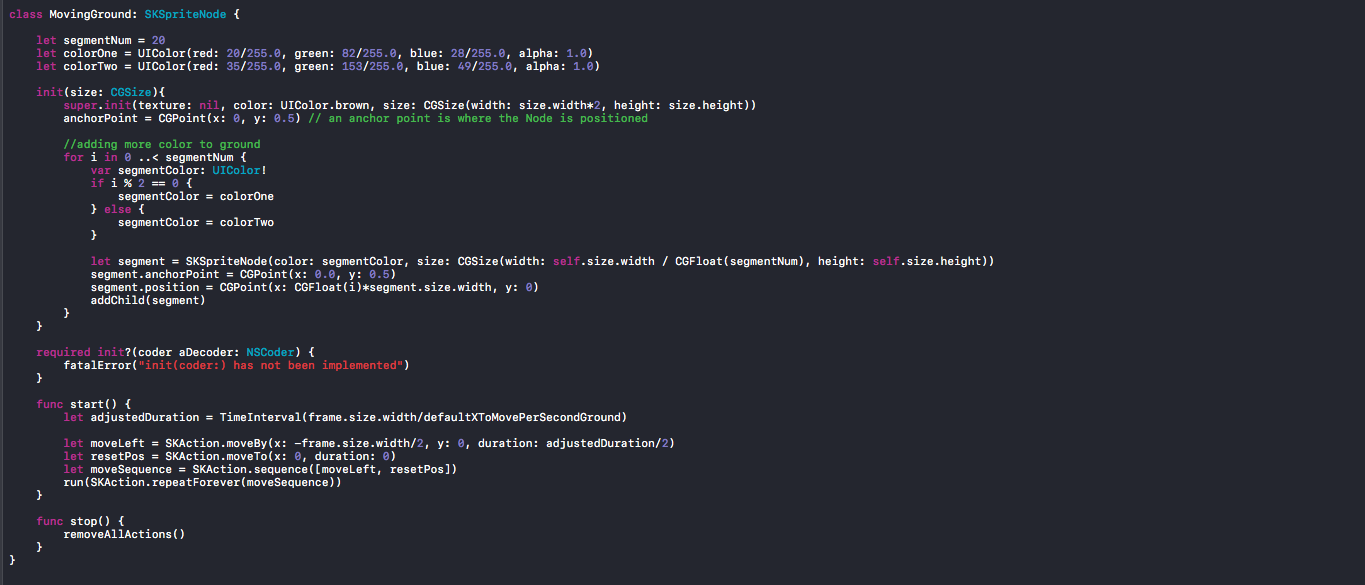 class MovingGround: SKSpriteNode {
let segmentNum = 20
let colorOne = UIColor(red: 20/255.0, green: 82/255.0, blue: 28/255.0, alpha: 1.0)
let colorTwo = UIColor(red: 35/255.0, green: 153/255.0, blue: 49/255.0, alpha: 1.0)
init(size: CGSize){
super.init(texture: nil, color: UIColor.brown, size: CGSize(width: size.width*2, height: size.height))
anchorPoint = CGPoint(x: 0, y: 0.5) // an anchor point is where the Node is positioned
//adding more color to ground
for i in 0 ..< segmentNum {
var segmentColor: UIColor!
if i % 2 == 0 {
segmentColor = colorOne
} else {
segmentColor = colorTwo
}
let segment = SKSpriteNode(color: segmentColor, size: CGSize(width: self.size.width / CGFloat(segmentNum), height: self.size.height))
segment.anchorPoint = CGPoint(x: 0.0, y: 0.5)
segment.position = CGPoint(x: CGFloat(i)*segment.size.width, y: 0)
addChild(segment)
}
}
required init?(coder aDecoder: NSCoder) {
fatalError("init(coder:) has not been implemented")
}
func start() {
let adjustedDuration = TimeInterval(frame.size.width/defaultXToMovePerSecondGround)
let moveLeft = SKAction.moveBy(x: -frame.size.width/2, y: 0, duration: adjustedDuration/2)
let resetPos = SKAction.moveTo(x: 0, duration: 0)
let moveSequence = SKAction.sequence([moveLeft, resetPos])
run(SKAction.repeatForever(moveSequence))
}
func stop() {
removeAllActions()
}
}